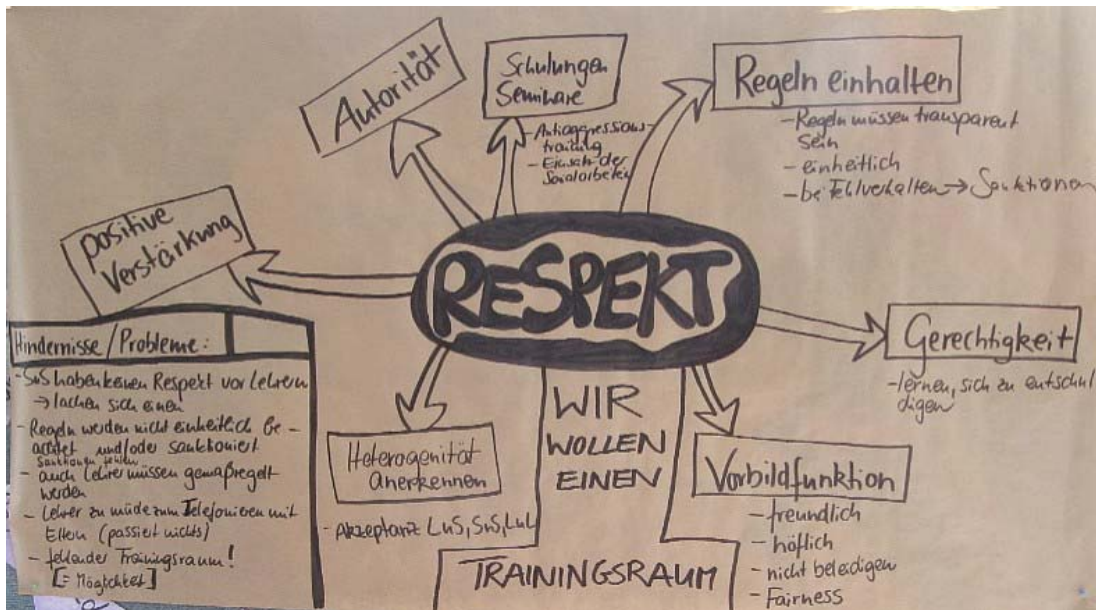 Autorität
Schulungen
Seminare
- Antiaggressions-
training
- Einsatz der
Sozialarbeiter
Regeln einhalten
- Regeln müssen transparent
sein
- einheitlich
- bei Fehlverhalten → Sanktionen
positive
Verstärkung
RESPEKT
Gerechtigkeit
- lernen, sich zu entschul
digen
Hindernisse / Probleme:
- SuS haben keinen Respekt vor Lehrern
→ lachen sich einen
- Regeln werden nicht einheitlich be-
achtet und/oder sanktioniert
Sanktionen fehlen
- auch Lehrer müssen gemaßregelt
werden
- Lehrer zu müde zum Telefonieren mit
Eltern (passiert nichts)
- fehlender Trainingsraum!
[= Möglichkeit]
Heterogenität
anerkennen
- Akzeptanz LuS, SuS, LuL
WIR
WOLLEN
EINEN
TRAININGSRAUM
Vorbildfunktion
- freundlich
- höflich
- nicht beleidigen
- Fairness